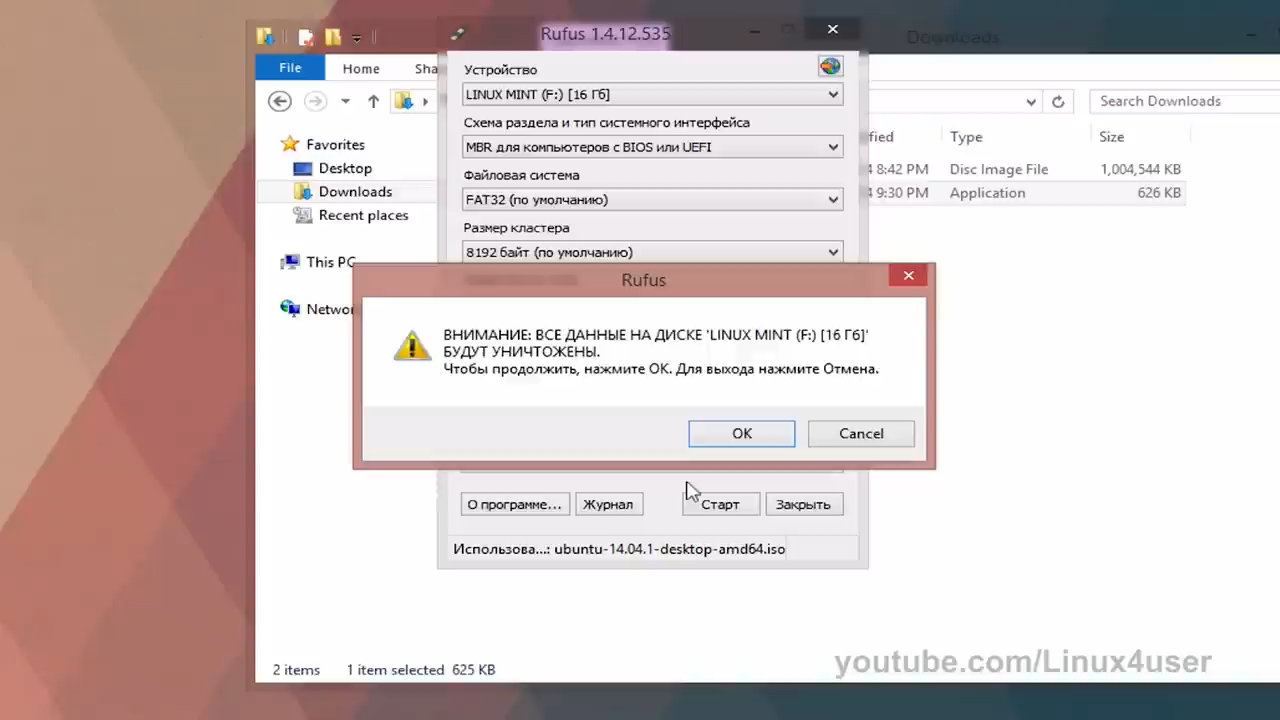 Rufus 1.4.12.535
Downloads
File
Home
Sha
Устройство
LINUX MINT (F:) [16 Гб]
Search Downloads
Схема раздела и тип системного интерфейса
MBR для компьютеров с BIOS или UEFI
Файловая система
FAT32 (по умолчанию)
Размер кластера
8192 байт (по умолчанию)
Favorites
Desktop
Downloads
Recent places
This PC
Networ
fied
Type
Size
4 8:42 PM
Disc Image File
1,004,544 KB
4 9:30 PM
Application
626 KB
Rufus
ВНИМАНИЕ: ВСЕ ДАННЫЕ НА ДИСКЕ 'LINUX MINT (F:) [16 Гб]'
БУДУТ УНИЧТОЖЕНЫ.
Чтобы продолжить, нажмите ОК. Для выхода нажмите Отмена.
OK
Cancel
О программе...
Журнал
Старт
Закрыть
Использова...: ubuntu-14.04.1-desktop-amd64.iso
2 items
1 item selected 625 KB
youtube.com/Linux4user